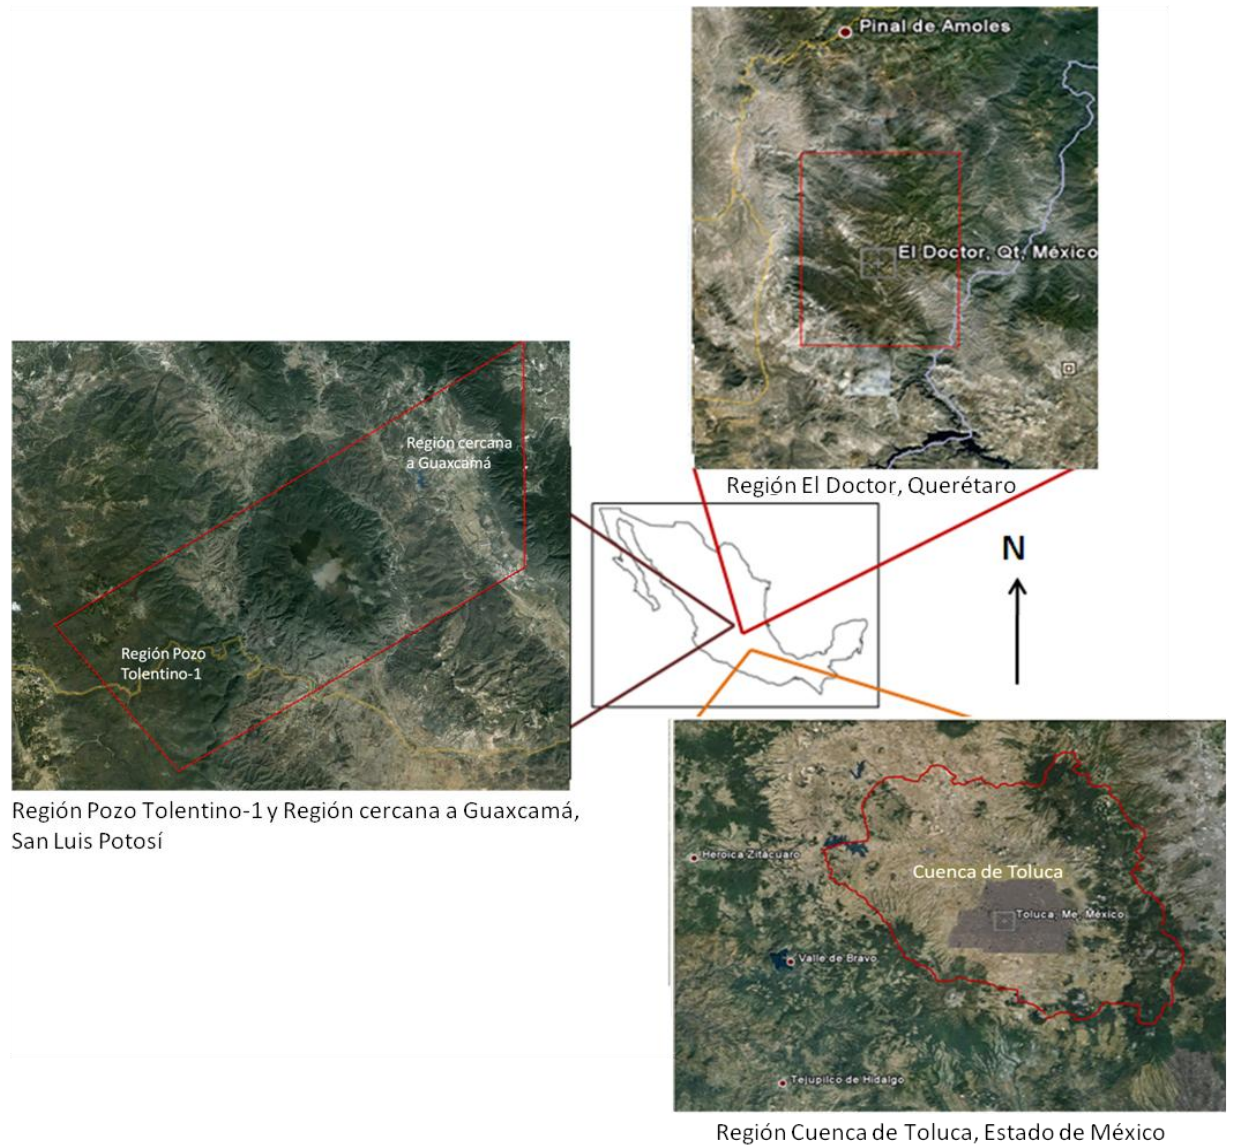 Pinal de Amoles
El Doctor, Qt, México
Región El Doctor, Querétaro
Región cercana
a Guaxcamá
Región Pozo
Tolentino-1
Región Pozo Tolentino-1 y Región cercana a Guaxcamá,
San Luis Potosí
N
Heroica Zitácuaro
Cuenca de Toluca
Toluca, Me, México
Valle de Bravo
Tejupilco de Hidalgo
Región Cuenca de Toluca, Estado de México